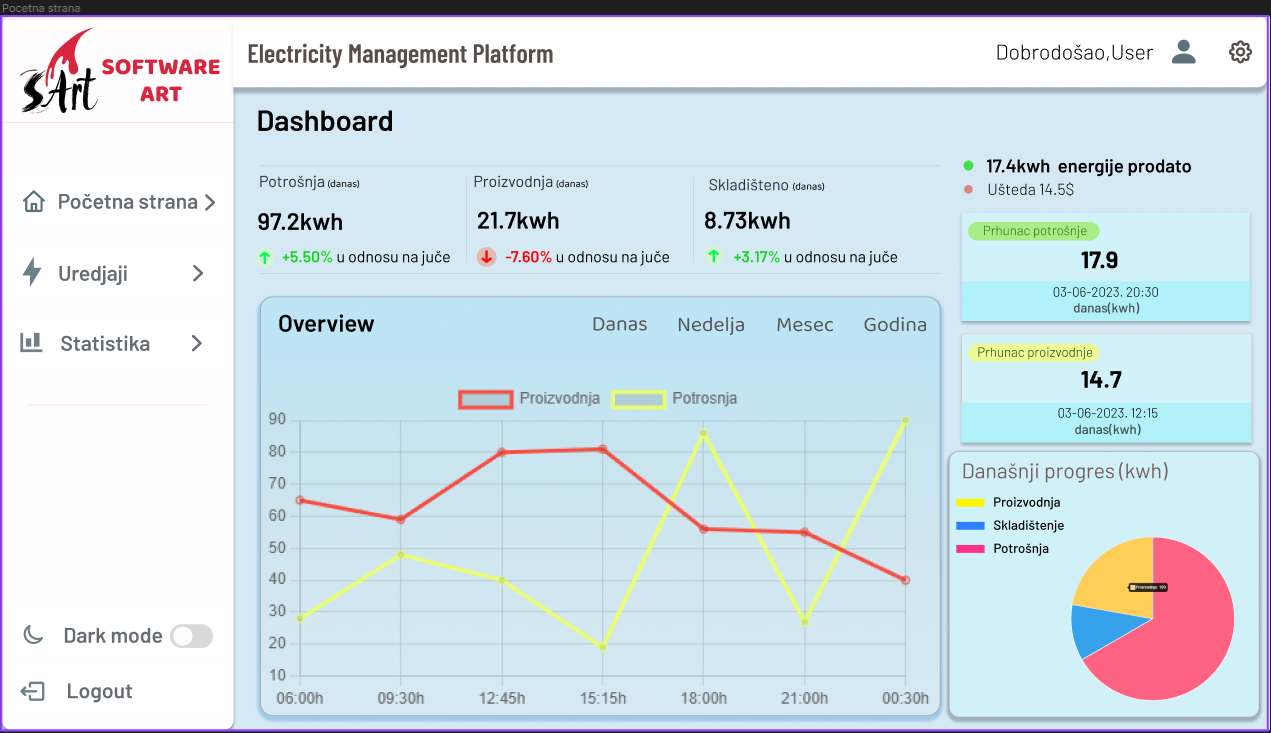 Pocetna strana
sArt
SOFTWARE
ART
Electricity Management Platform
Dobrodošao,User
Početna strana
Uredjaji
Statistika
Dark mode
Logout
Dashboard
Potrošnja (danas)
97.2kwh
+5.50% u odnosu na juče
Proizvodnja (danas)
21.7kwh
-7.60% u odnosu na juče
Skladišteno (danas)
8.73kwh
+3.17% u odnosu na juče
Overview
Danas Nedelja Mesec Godina
Proizvodnja Potrosnja
90
80
70
60
50
40
30
20
10
06:00h 09:30h 12:45h 15:15h 18:00h 21:00h 00:30h
17.4kwh energije prodato
Ušteda 14.5$
Prhunac potrošnje
17.9
03-06-2023. 20:30
danas(kwh)
Prhunac proizvodnje
14.7
03-06-2023. 12:15
danas(kwh)
Današnji progres (kwh)
Proizvodnja
Skladištenje
Potrošnja